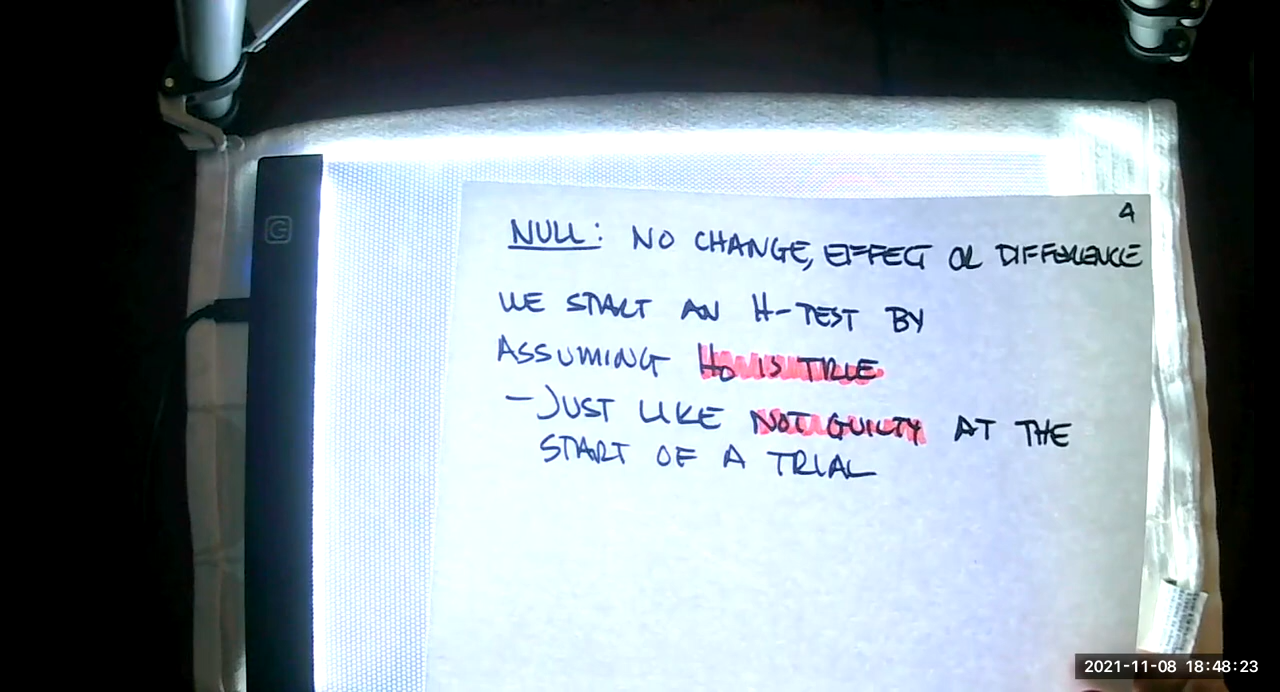 4
NULL: NO CHANGE, EFFECT OR DIFFERENCE
WE START AN H-TEST BY
ASSUMING H₀ IS TRUE
- JUST LIKE NOT GUILTY AT THE
START OF A TRIAL
2021-11-08 18:48:23